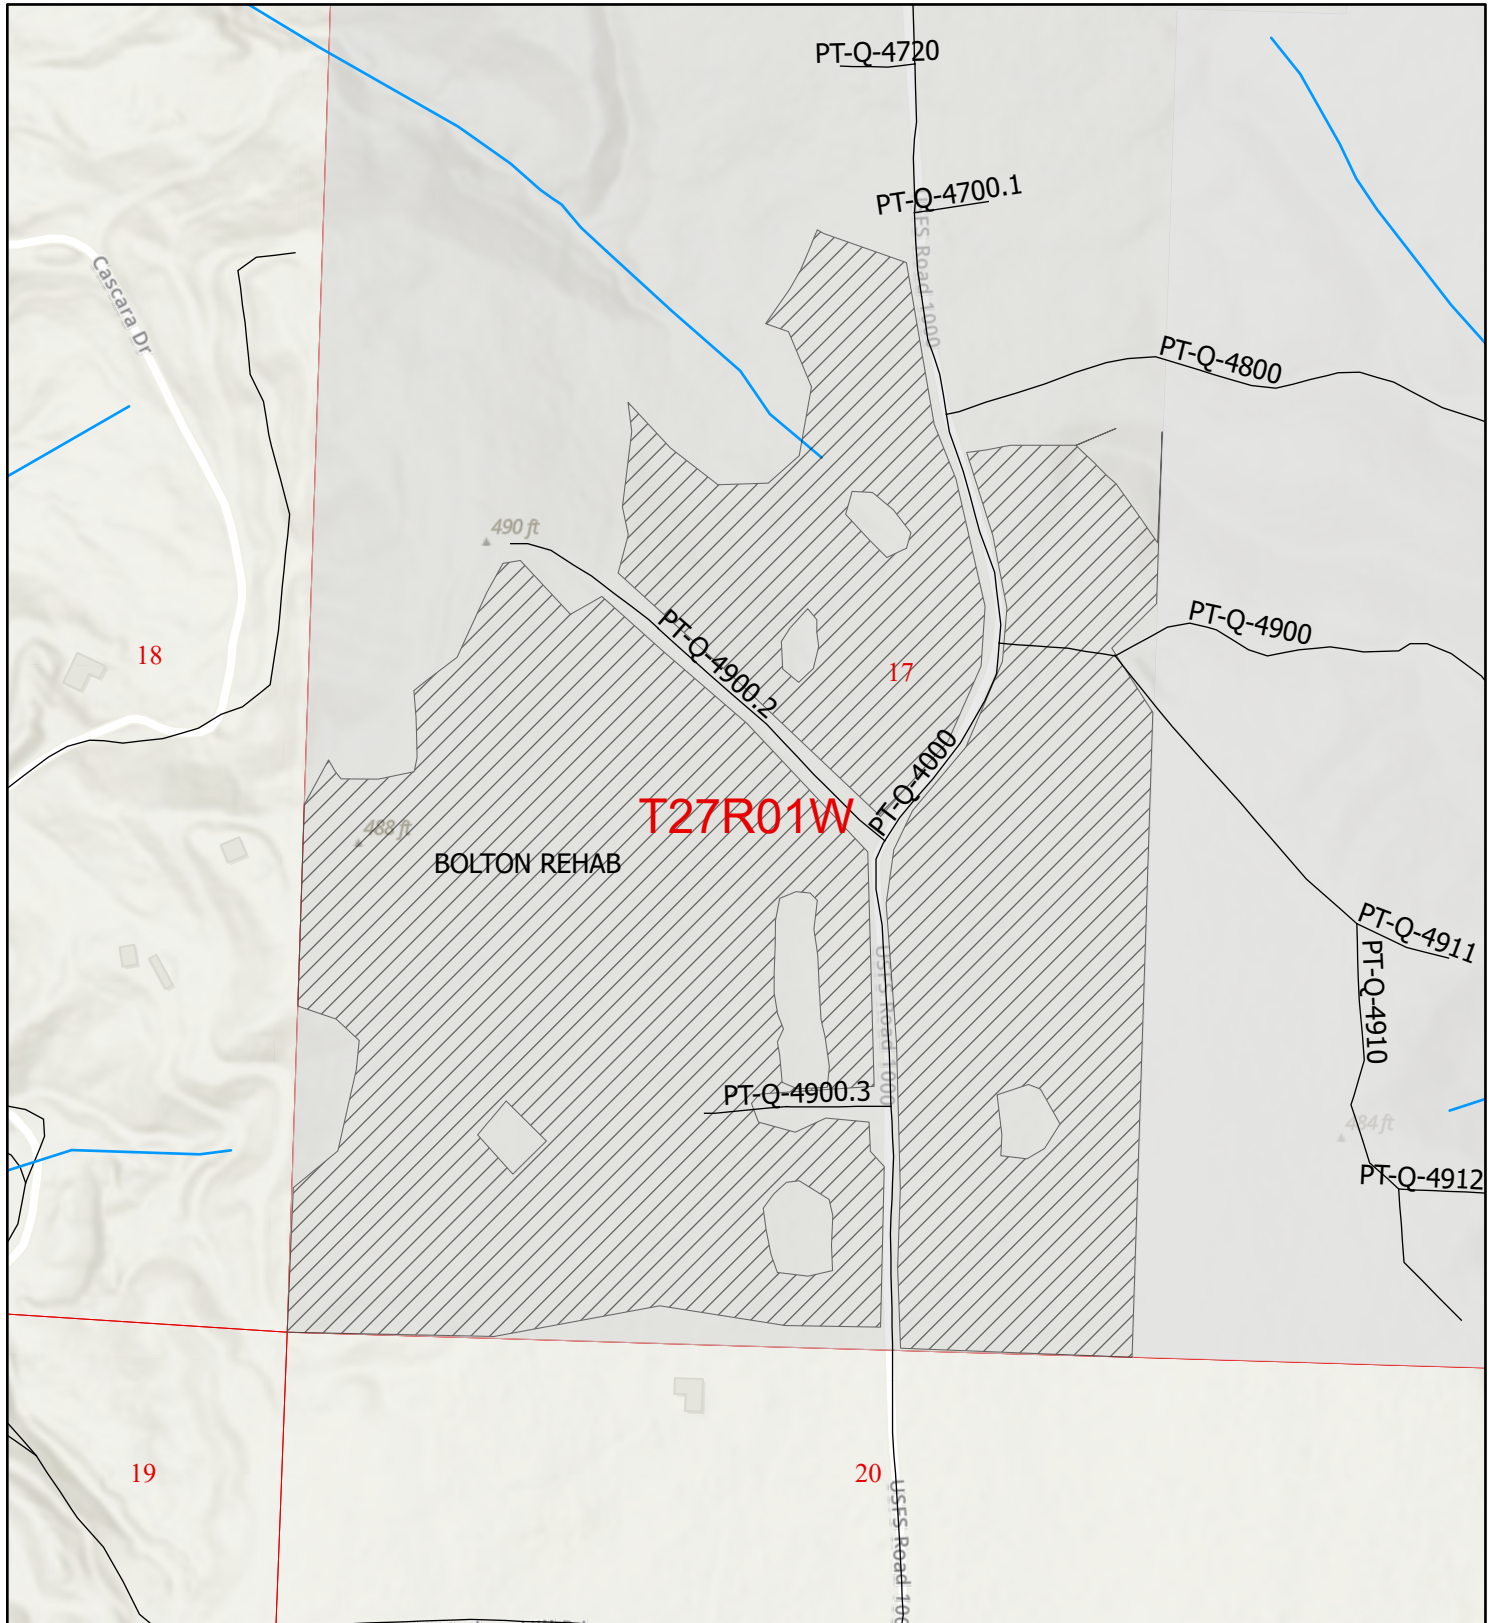 PT-Q-4720
PT-Q-4700.1
USFS Road 1000
Cascara Dr
PT-Q-4800
490 ft
PT-Q-4900
PT-Q-4900.2
18
17
PT-Q-4000
T27R01W
488 ft
BOLTON REHAB
PT-Q-4911
PT-Q-4910
USFS Road 1000
PT-Q-4900.3
484 ft
PT-Q-4912
19
20
USFS Road 100